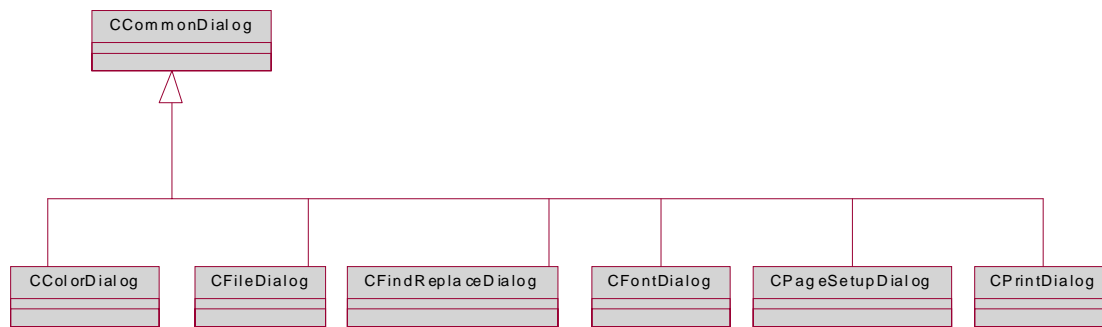 CCommonDialog
CColorDialog
CFileDialog
CFindReplaceDialog
CFontDialog
CPageSetupDialog
CPrintDialog